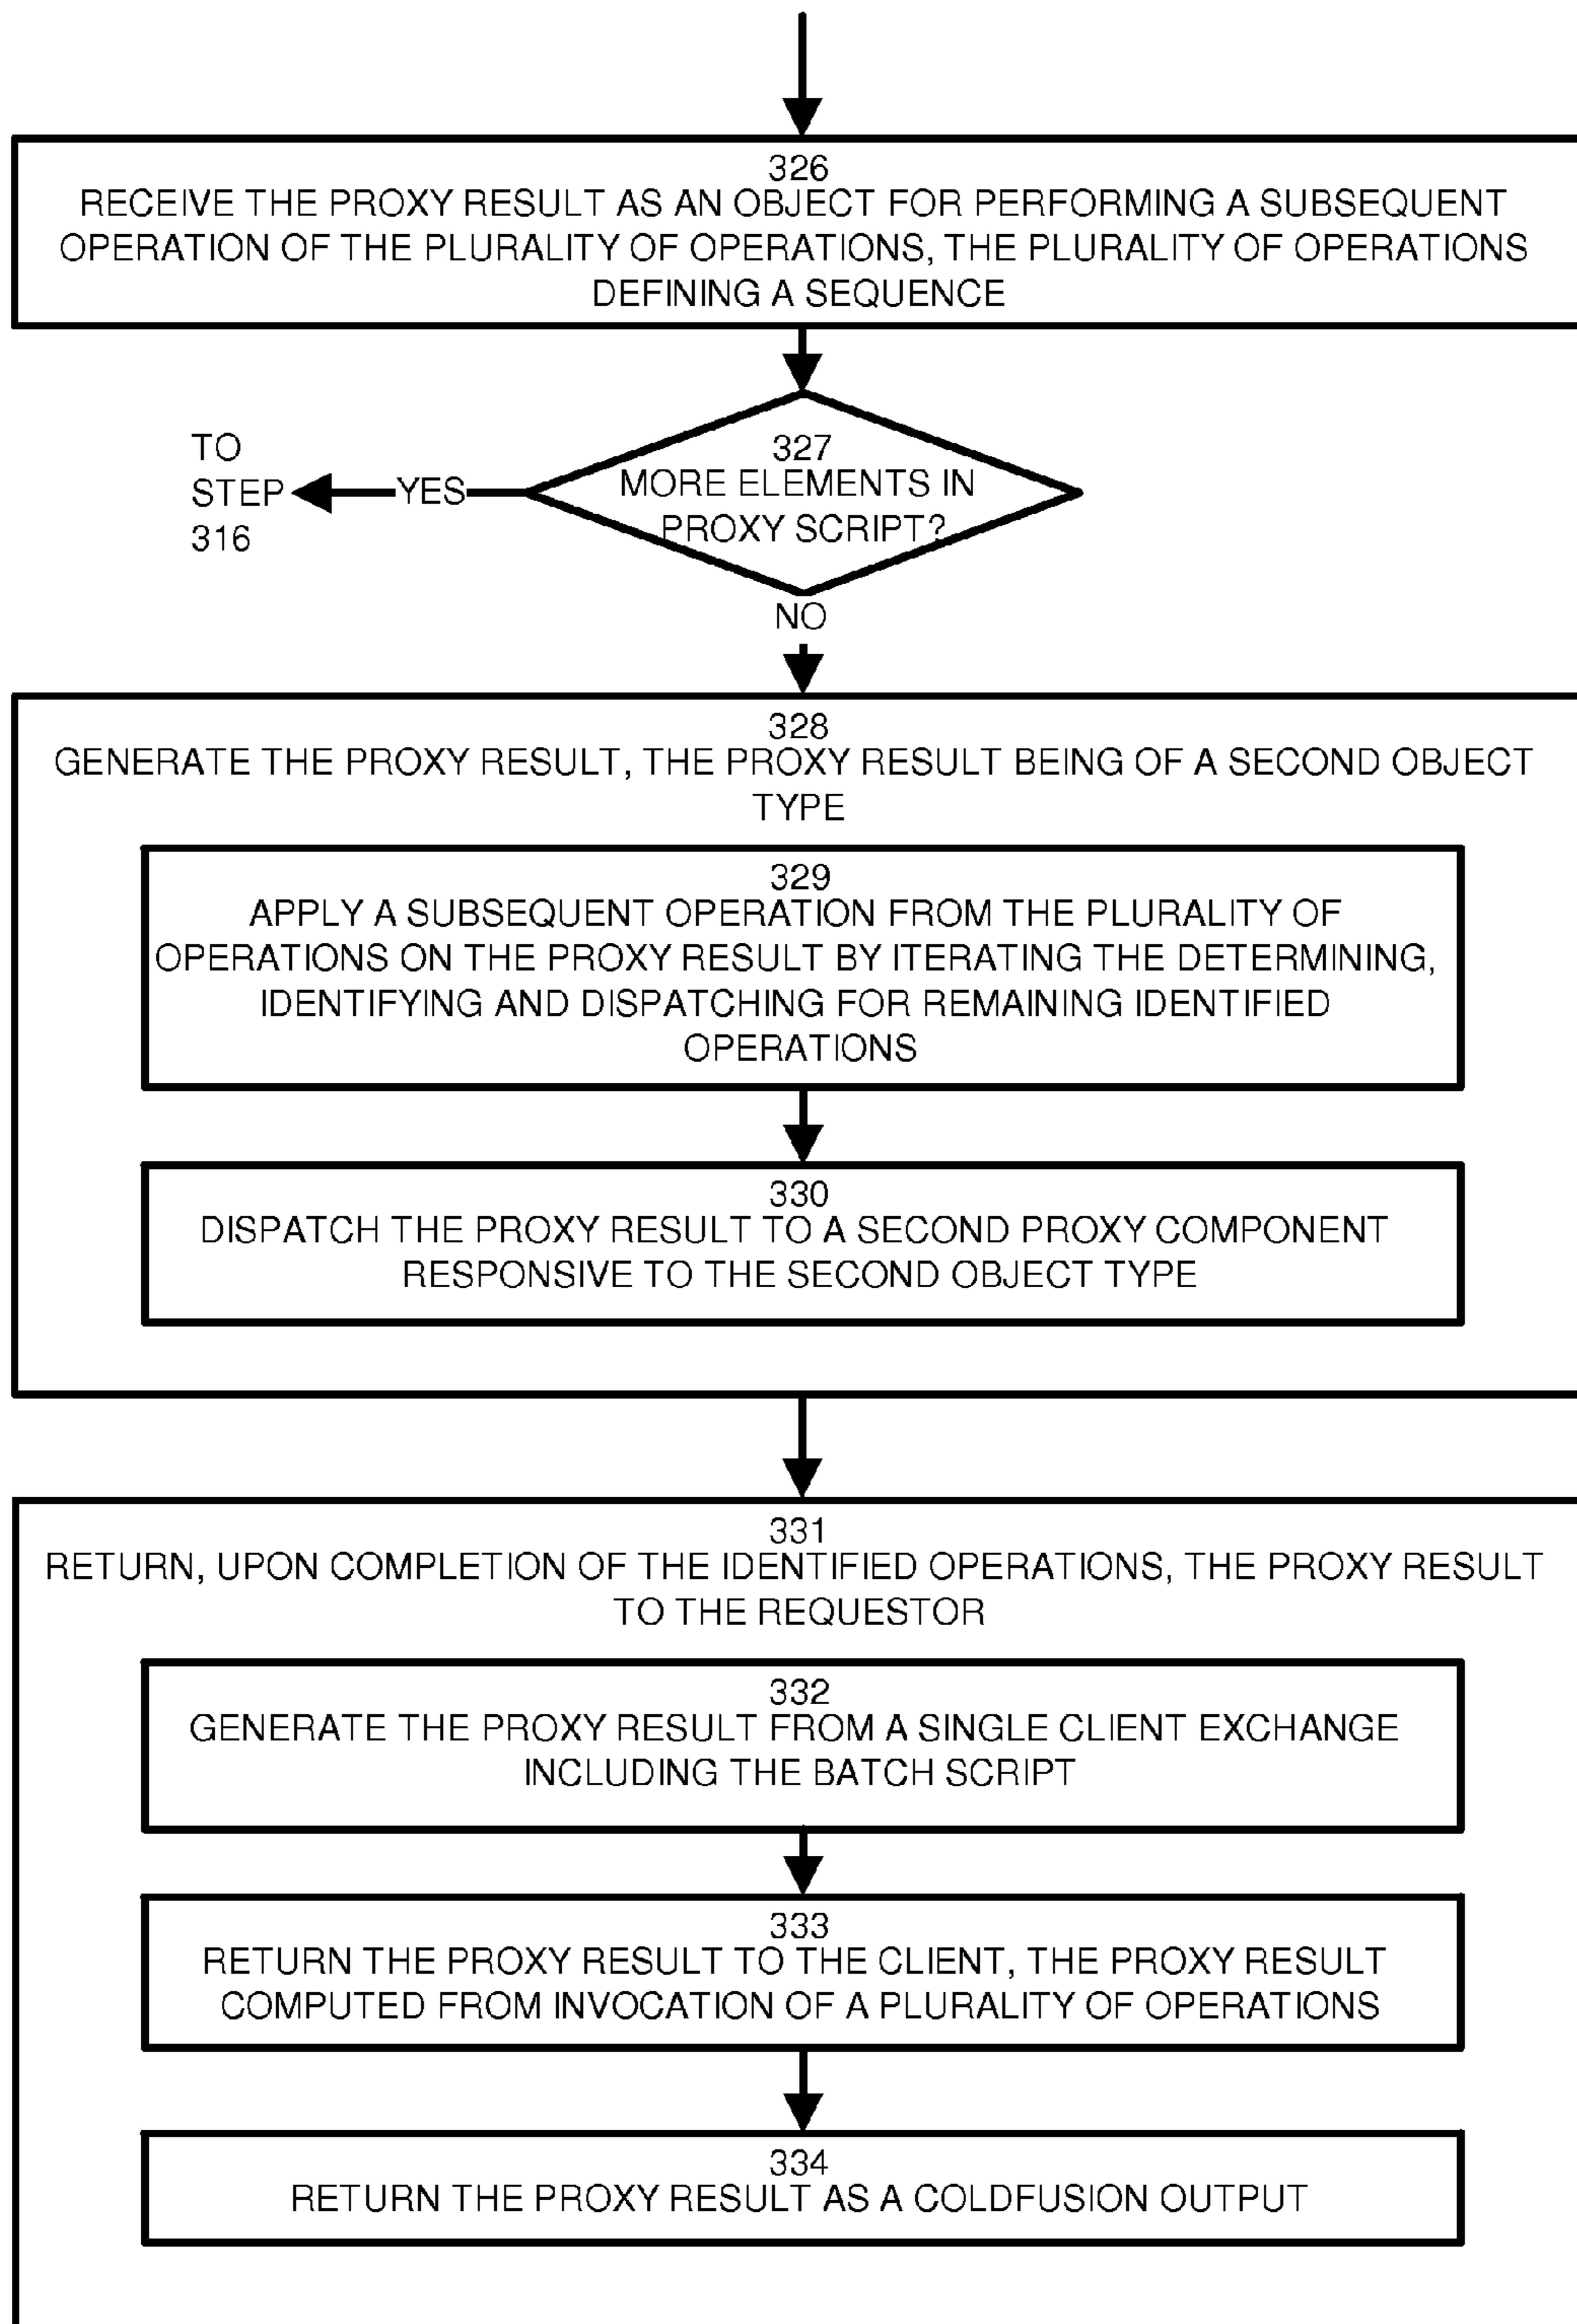 326
RECEIVE THE PROXY RESULT AS AN OBJECT FOR PERFORMING A SUBSEQUENT
OPERATION OF THE PLURALITY OF OPERATIONS, THE PLURALITY OF OPERATIONS
DEFINING A SEQUENCE
327
MORE ELEMENTS IN
PROXY SCRIPT?
YES
TO
STEP
316
NO
328
GENERATE THE PROXY RESULT, THE PROXY RESULT BEING OF A SECOND OBJECT
TYPE
329
APPLY A SUBSEQUENT OPERATION FROM THE PLURALITY OF
OPERATIONS ON THE PROXY RESULT BY ITERATING THE DETERMINING,
IDENTIFYING AND DISPATCHING FOR REMAINING IDENTIFIED
OPERATIONS
330
DISPATCH THE PROXY RESULT TO A SECOND PROXY COMPONENT
RESPONSIVE TO THE SECOND OBJECT TYPE
331
RETURN, UPON COMPLETION OF THE IDENTIFIED OPERATIONS, THE PROXY RESULT
TO THE REQUESTOR
332
GENERATE THE PROXY RESULT FROM A SINGLE CLIENT EXCHANGE
INCLUDING THE BATCH SCRIPT
333
RETURN THE PROXY RESULT TO THE CLIENT, THE PROXY RESULT
COMPUTED FROM INVOCATION OF A PLURALITY OF OPERATIONS
334
RETURN THE PROXY RESULT AS A COLDFUSION OUTPUT